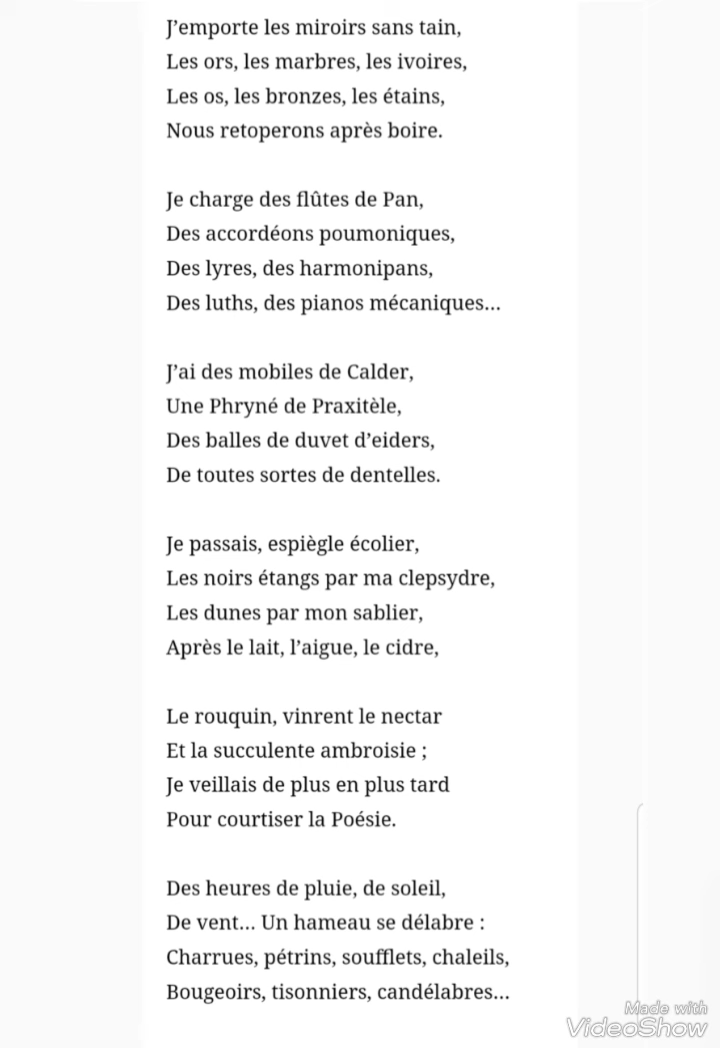 J’emporte les miroirs sans tain,
Les ors, les marbres, les ivoires,
Les os, les bronzes, les étains,
Nous retoperons après boire.
Je charge des flûtes de Pan,
Des accordéons poumoniques,
Des lyres, des harmonipans,
Des luths, des pianos mécaniques…
J’ai des mobiles de Calder,
Une Phryné de Praxitèle,
Des balles de duvet d’eiders,
De toutes sortes de dentelles.
Je passais, espiègle écolier,
Les noirs étangs par ma clepsydre,
Les dunes par mon sablier,
Après le lait, l’aigue, le cidre,
Le rouquin, vinrent le nectar
Et la succulente ambroisie ;
Je veillais de plus en plus tard
Pour courtiser la Poésie.
Des heures de pluie, de soleil,
De vent… Un hameau se délabre :
Charrues, pétrins, soufflets, chaleils,
Bougeoirs, tisonniers, candélabres…
Made with
VideoShow